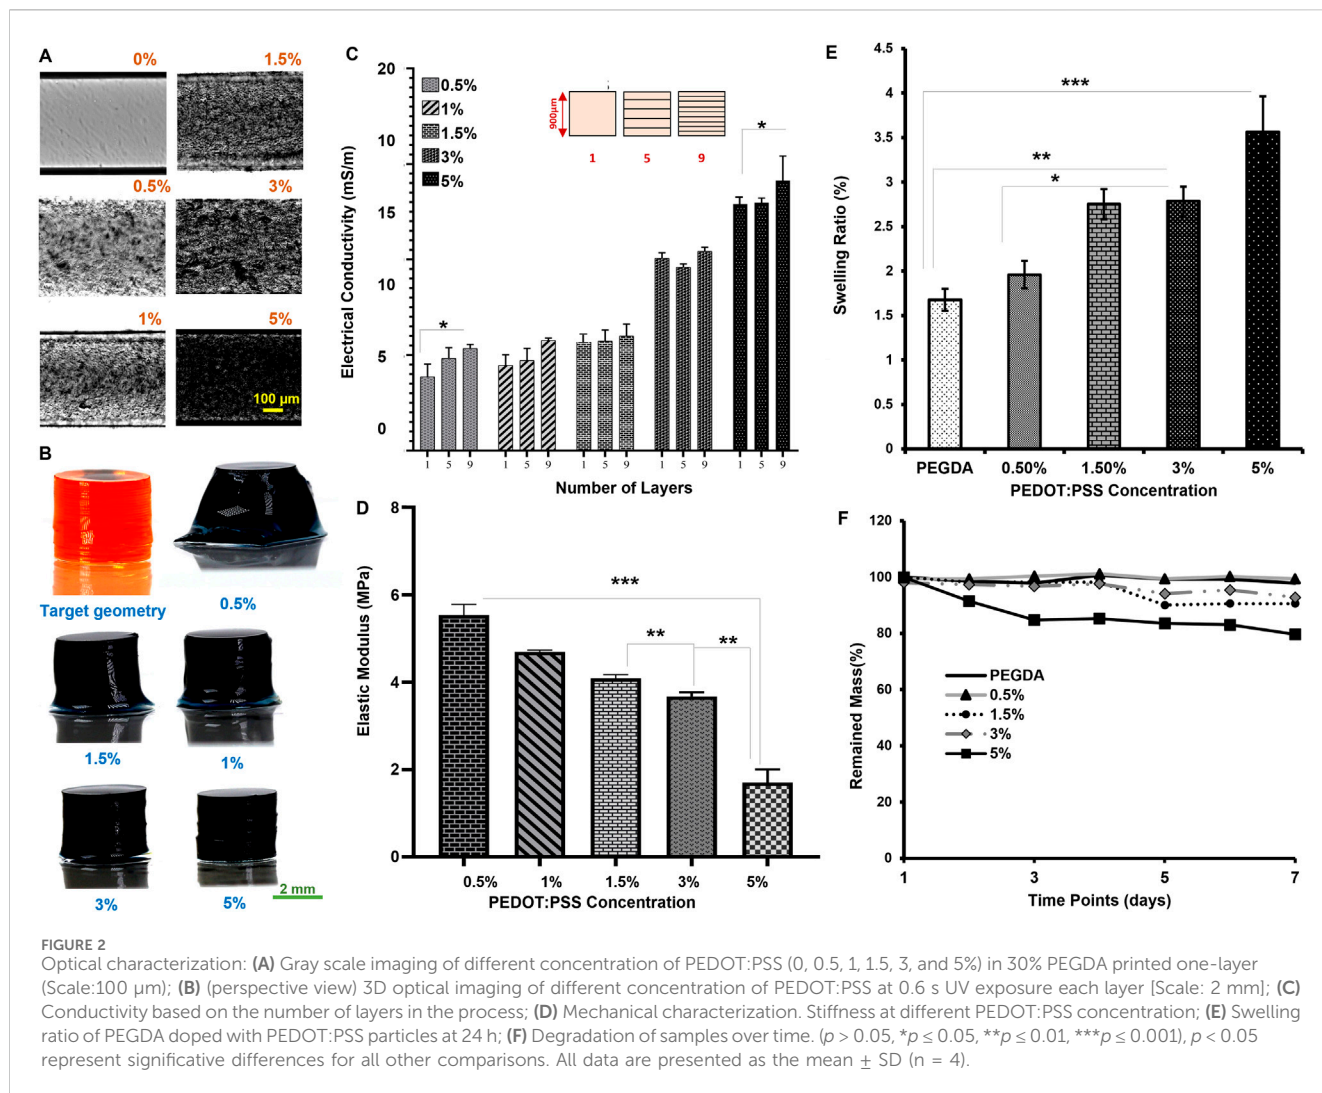 A
0%
1.5%
0.5%
3%
1%
5%
100 µm
B
Target geometry
0.5%
1.5%
1%
3%
5%
2 mm
C
Electrical Conductivity (mS/m)
20
10
15
10
5
0
0.5%
1%
1.5%
3%
5%
900µm
1 5 9
*
*
1 5 9 1 5 9 1 5 9 1 5 9 1 5 9
Number of Layers
D
Elastic Modulus (MPa)
8
6
4
2
0
***
**
**
0.5% 1% 1.5% 3% 5%
PEDOT:PSS Concentration
E
Swelling Ratio (%)
4.5
4
3.5
3
2.5
2
1.5
1
0.5
0
***
**
*
PEGDA 0.50% 1.50% 3% 5%
PEDOT:PSS Concentration
F
Remained Mass(%)
120
100
80
60
40
20
0
PEGDA
0.5%
1.5%
3%
5%
1 3 5 7
Time Points (days)
FIGURE 2
Optical characterization: (A) Gray scale imaging of different concentration of PEDOT:PSS (0, 0.5, 1, 1.5, 3, and 5%) in 30% PEGDA printed one-layer
(Scale:100 µm); (B) (perspective view) 3D optical imaging of different concentration of PEDOT:PSS at 0.6 s UV exposure each layer [Scale: 2 mm]; (C)
Conductivity based on the number of layers in the process; (D) Mechanical characterization. Stiffness at different PEDOT:PSS concentration; (E) Swelling
ratio of PEGDA doped with PEDOT:PSS particles at 24 h; (F) Degradation of samples over time. (p > 0.05, *p ≤ 0.05, **p ≤ 0.01, ***p ≤ 0.001), p < 0.05
represent significative differences for all other comparisons. All data are presented as the mean ± SD (n = 4).